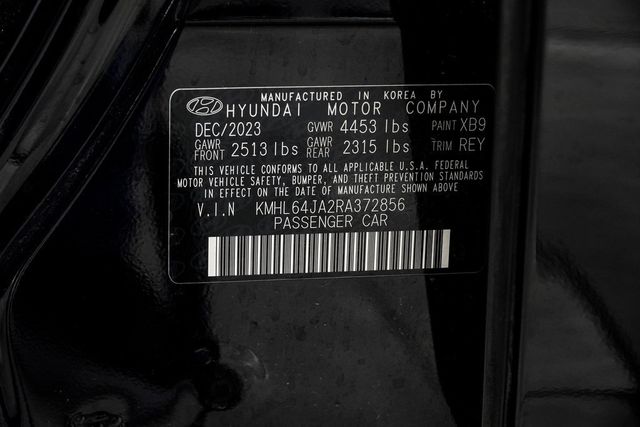 MANUFACTURED IN KOREA BY
HYUNDAI MOTOR COMPANY
DEC/2023 GVWR 4453 lbs PAINT XB9
GAWR FRONT 2513 lbs GAWR REAR 2315 lbs TRIM REY
THIS VEHICLE CONFORMS TO ALL APPLICABLE U.S.A. FEDERAL
MOTOR VEHICLE SAFETY, BUMPER, AND THEFT PREVENTION STANDARDS
IN EFFECT ON THE DATE OF MANUFACTURE SHOWN ABOVE
V.I.N KMHL64JA2RA372856
PASSENGER CAR